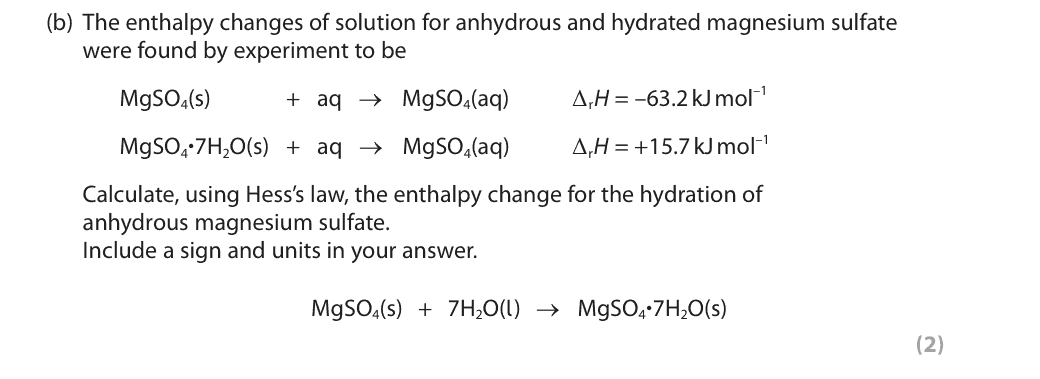 (b) The enthalpy changes of solution for anhydrous and hydrated magnesium sulfate
were found by experiment to be
MgSO₄(s) + aq → MgSO₄(aq) ΔᵣH = –63.2 kJ mol⁻¹
MgSO₄•7H₂O(s) + aq → MgSO₄(aq) ΔᵣH = +15.7 kJ mol⁻¹
Calculate, using Hess’s law, the enthalpy change for the hydration of
anhydrous magnesium sulfate.
Include a sign and units in your answer.
MgSO₄(s) + 7H₂O(l) → MgSO₄•7H₂O(s)
(2)